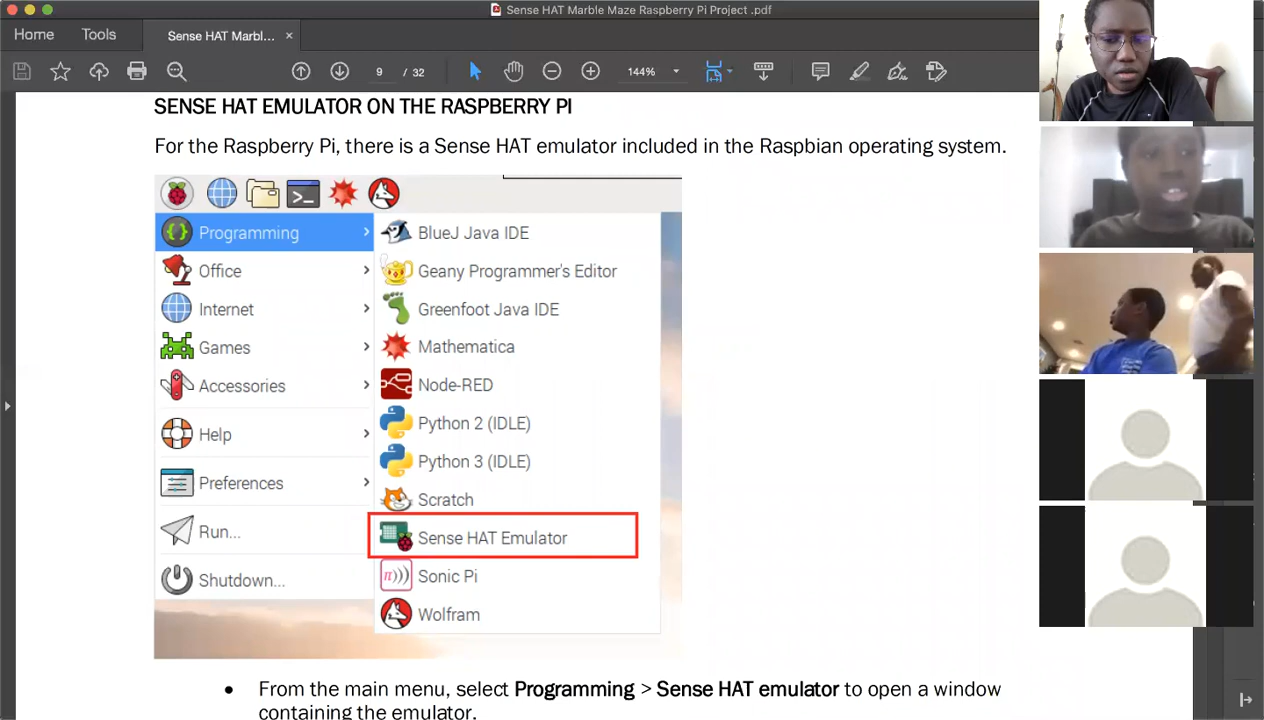 Sense HAT Marble Maze Raspberry Pi Project .pdf
Home Tools Sense HAT Marbl... ×
9 / 32 144%
SENSE HAT EMULATOR ON THE RASPBERRY PI
For the Raspberry Pi, there is a Sense HAT emulator included in the Raspbian operating system.
Programming
Office
Internet
Games
Accessories
Help
Preferences
Run...
Shutdown...
BlueJ Java IDE
Geany Programmer's Editor
Greenfoot Java IDE
Mathematica
Node-RED
Python 2 (IDLE)
Python 3 (IDLE)
Scratch
Sense HAT Emulator
Sonic Pi
Wolfram
• From the main menu, select Programming > Sense HAT emulator to open a window
containing the emulator.